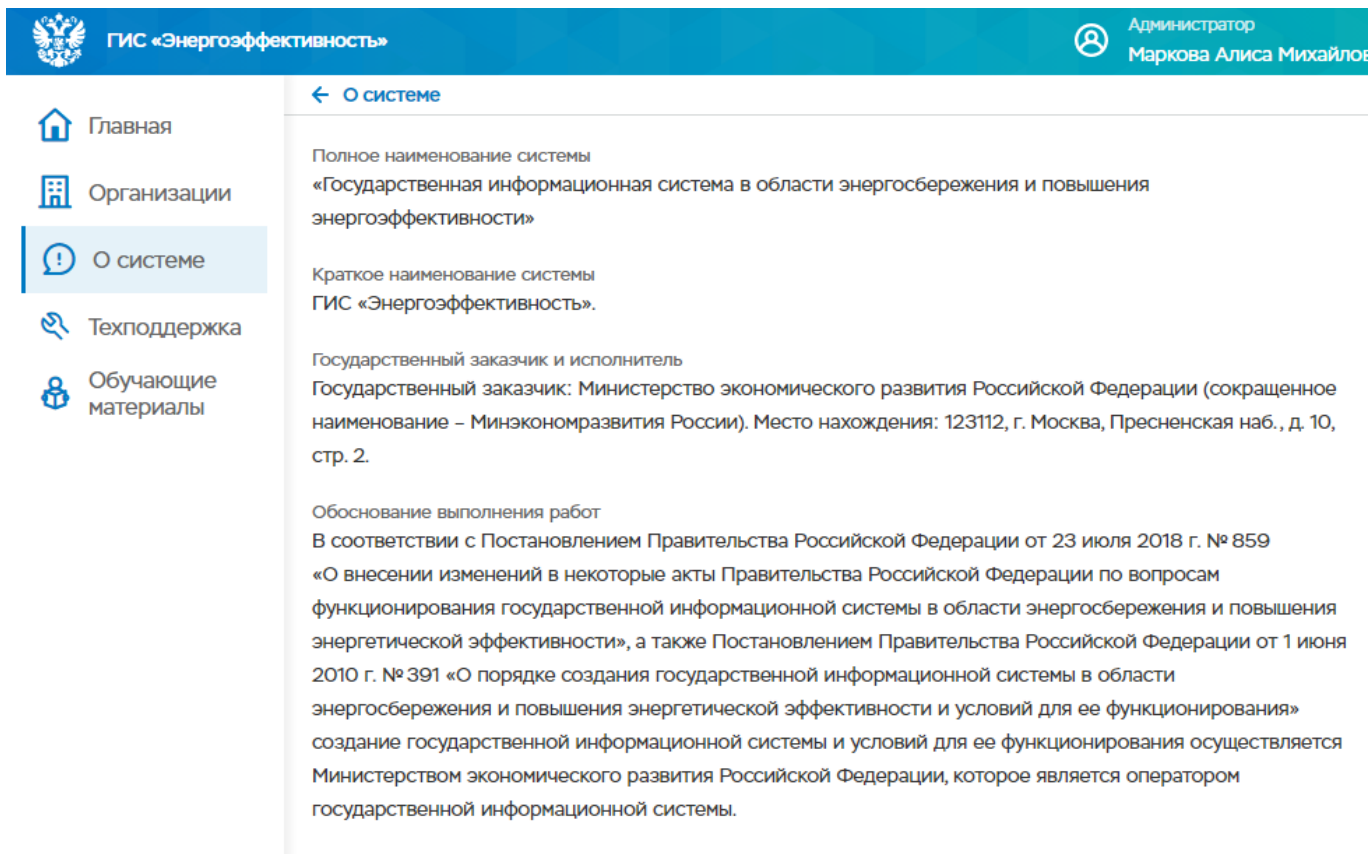 ГИС «Энергоэффективность»
Администратор
Маркова Алиса Михайлов
Главная
Организации
О системе
Техподдержка
Обучающие
материалы
← О системе
Полное наименование системы
«Государственная информационная система в области энергосбережения и повышения
энергоэффективности»
Краткое наименование системы
ГИС «Энергоэффективность».
Государственный заказчик и исполнитель
Государственный заказчик: Министерство экономического развития Российской Федерации (сокращенное
наименование – Минэкономразвития России). Место нахождения: 123112, г. Москва, Пресненская наб., д. 10,
стр. 2.
Обоснование выполнения работ
В соответствии с Постановлением Правительства Российской Федерации от 23 июля 2018 г. № 859
«О внесении изменений в некоторые акты Правительства Российской Федерации по вопросам
функционирования государственной информационной системы в области энергосбережения и повышения
энергетической эффективности», а также Постановлением Правительства Российской Федерации от 1 июня
2010 г. № 391 «О порядке создания государственной информационной системы в области
энергосбережения и повышения энергетической эффективности и условий для ее функционирования»
создание государственной информационной системы и условий для ее функционирования осуществляется
Министерством экономического развития Российской Федерации, которое является оператором
государственной информационной системы.